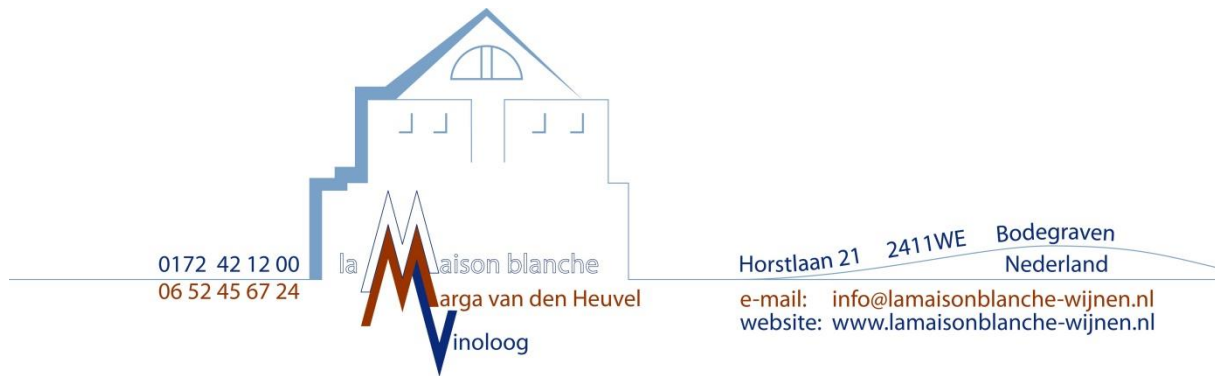 0172 42 12 00
06 52 45 67 24
la Maison blanche
Marga van den Heuvel
Vinoloog
Horstlaan 21 2411WE Bodegraven
Nederland
e-mail: info@lamaisonblanche-wijnen.nl
website: www.lamaisonblanche-wijnen.nl